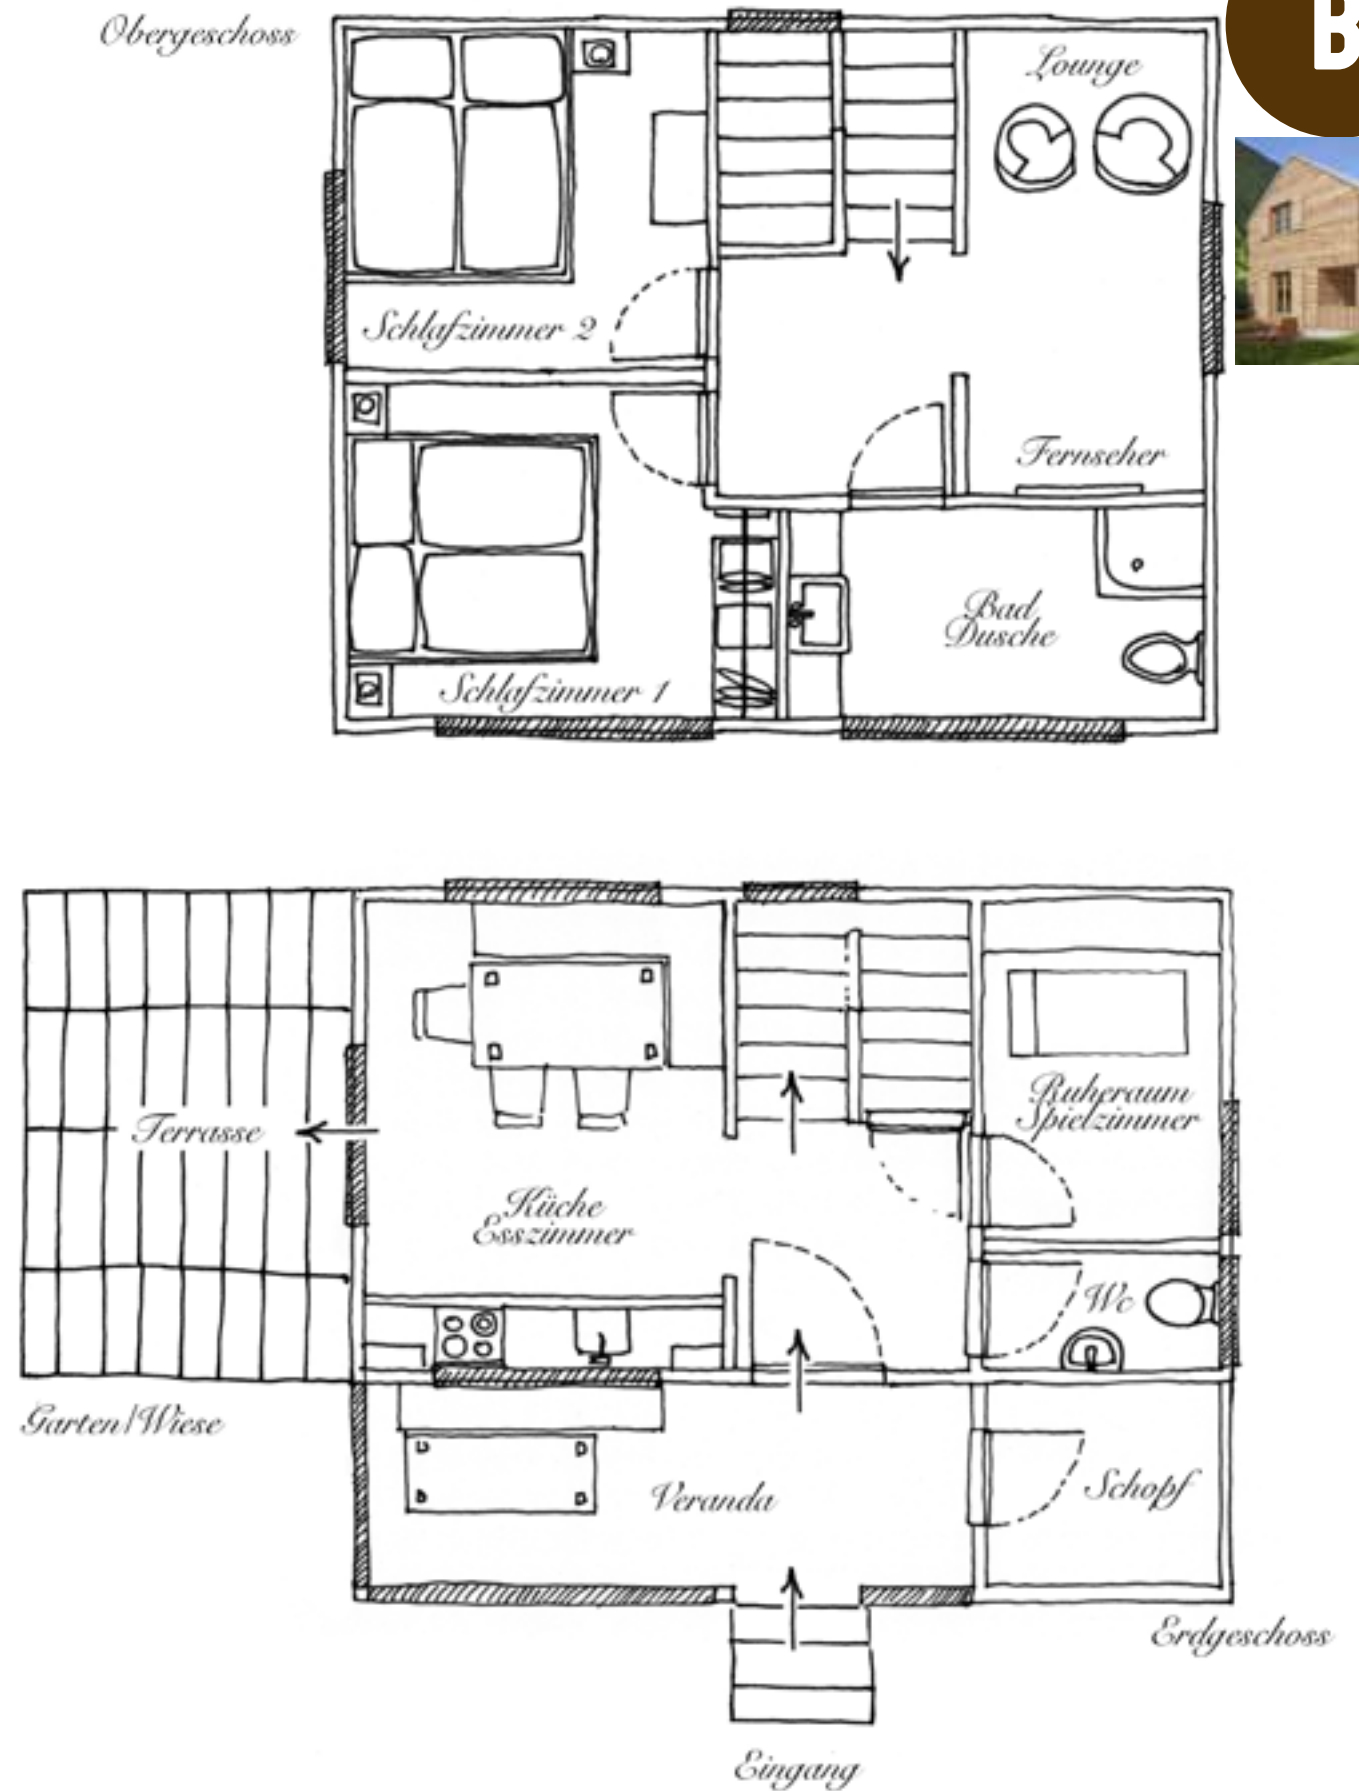 Obergeschoss
B
Lounge
Schlafzimmer 2
Fernseher
Bad
Dusche
Schlafzimmer 1
Ruheraum
Spielzimmer
Terrasse
Küche
Esszimmer
Wc
Garten/Wiese
Veranda
Schopf
Erdgeschoss
Eingang